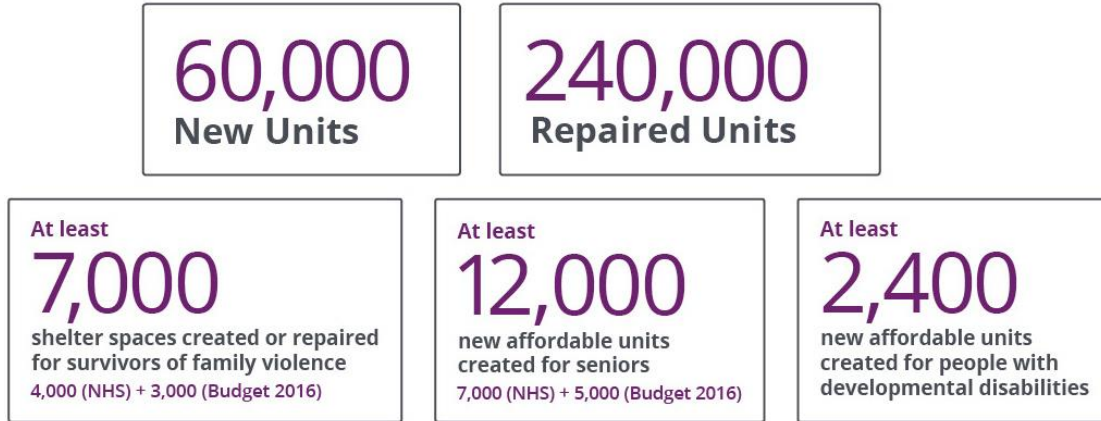 60,000
New Units
240,000
Repaired Units
At least
7,000
shelter spaces created or repaired
for survivors of family violence
4,000 (NHS) + 3,000 (Budget 2016)
At least
12,000
new affordable units
created for seniors
7,000 (NHS) + 5,000 (Budget 2016)
At least
2,400
new affordable units
created for people with
developmental disabilities